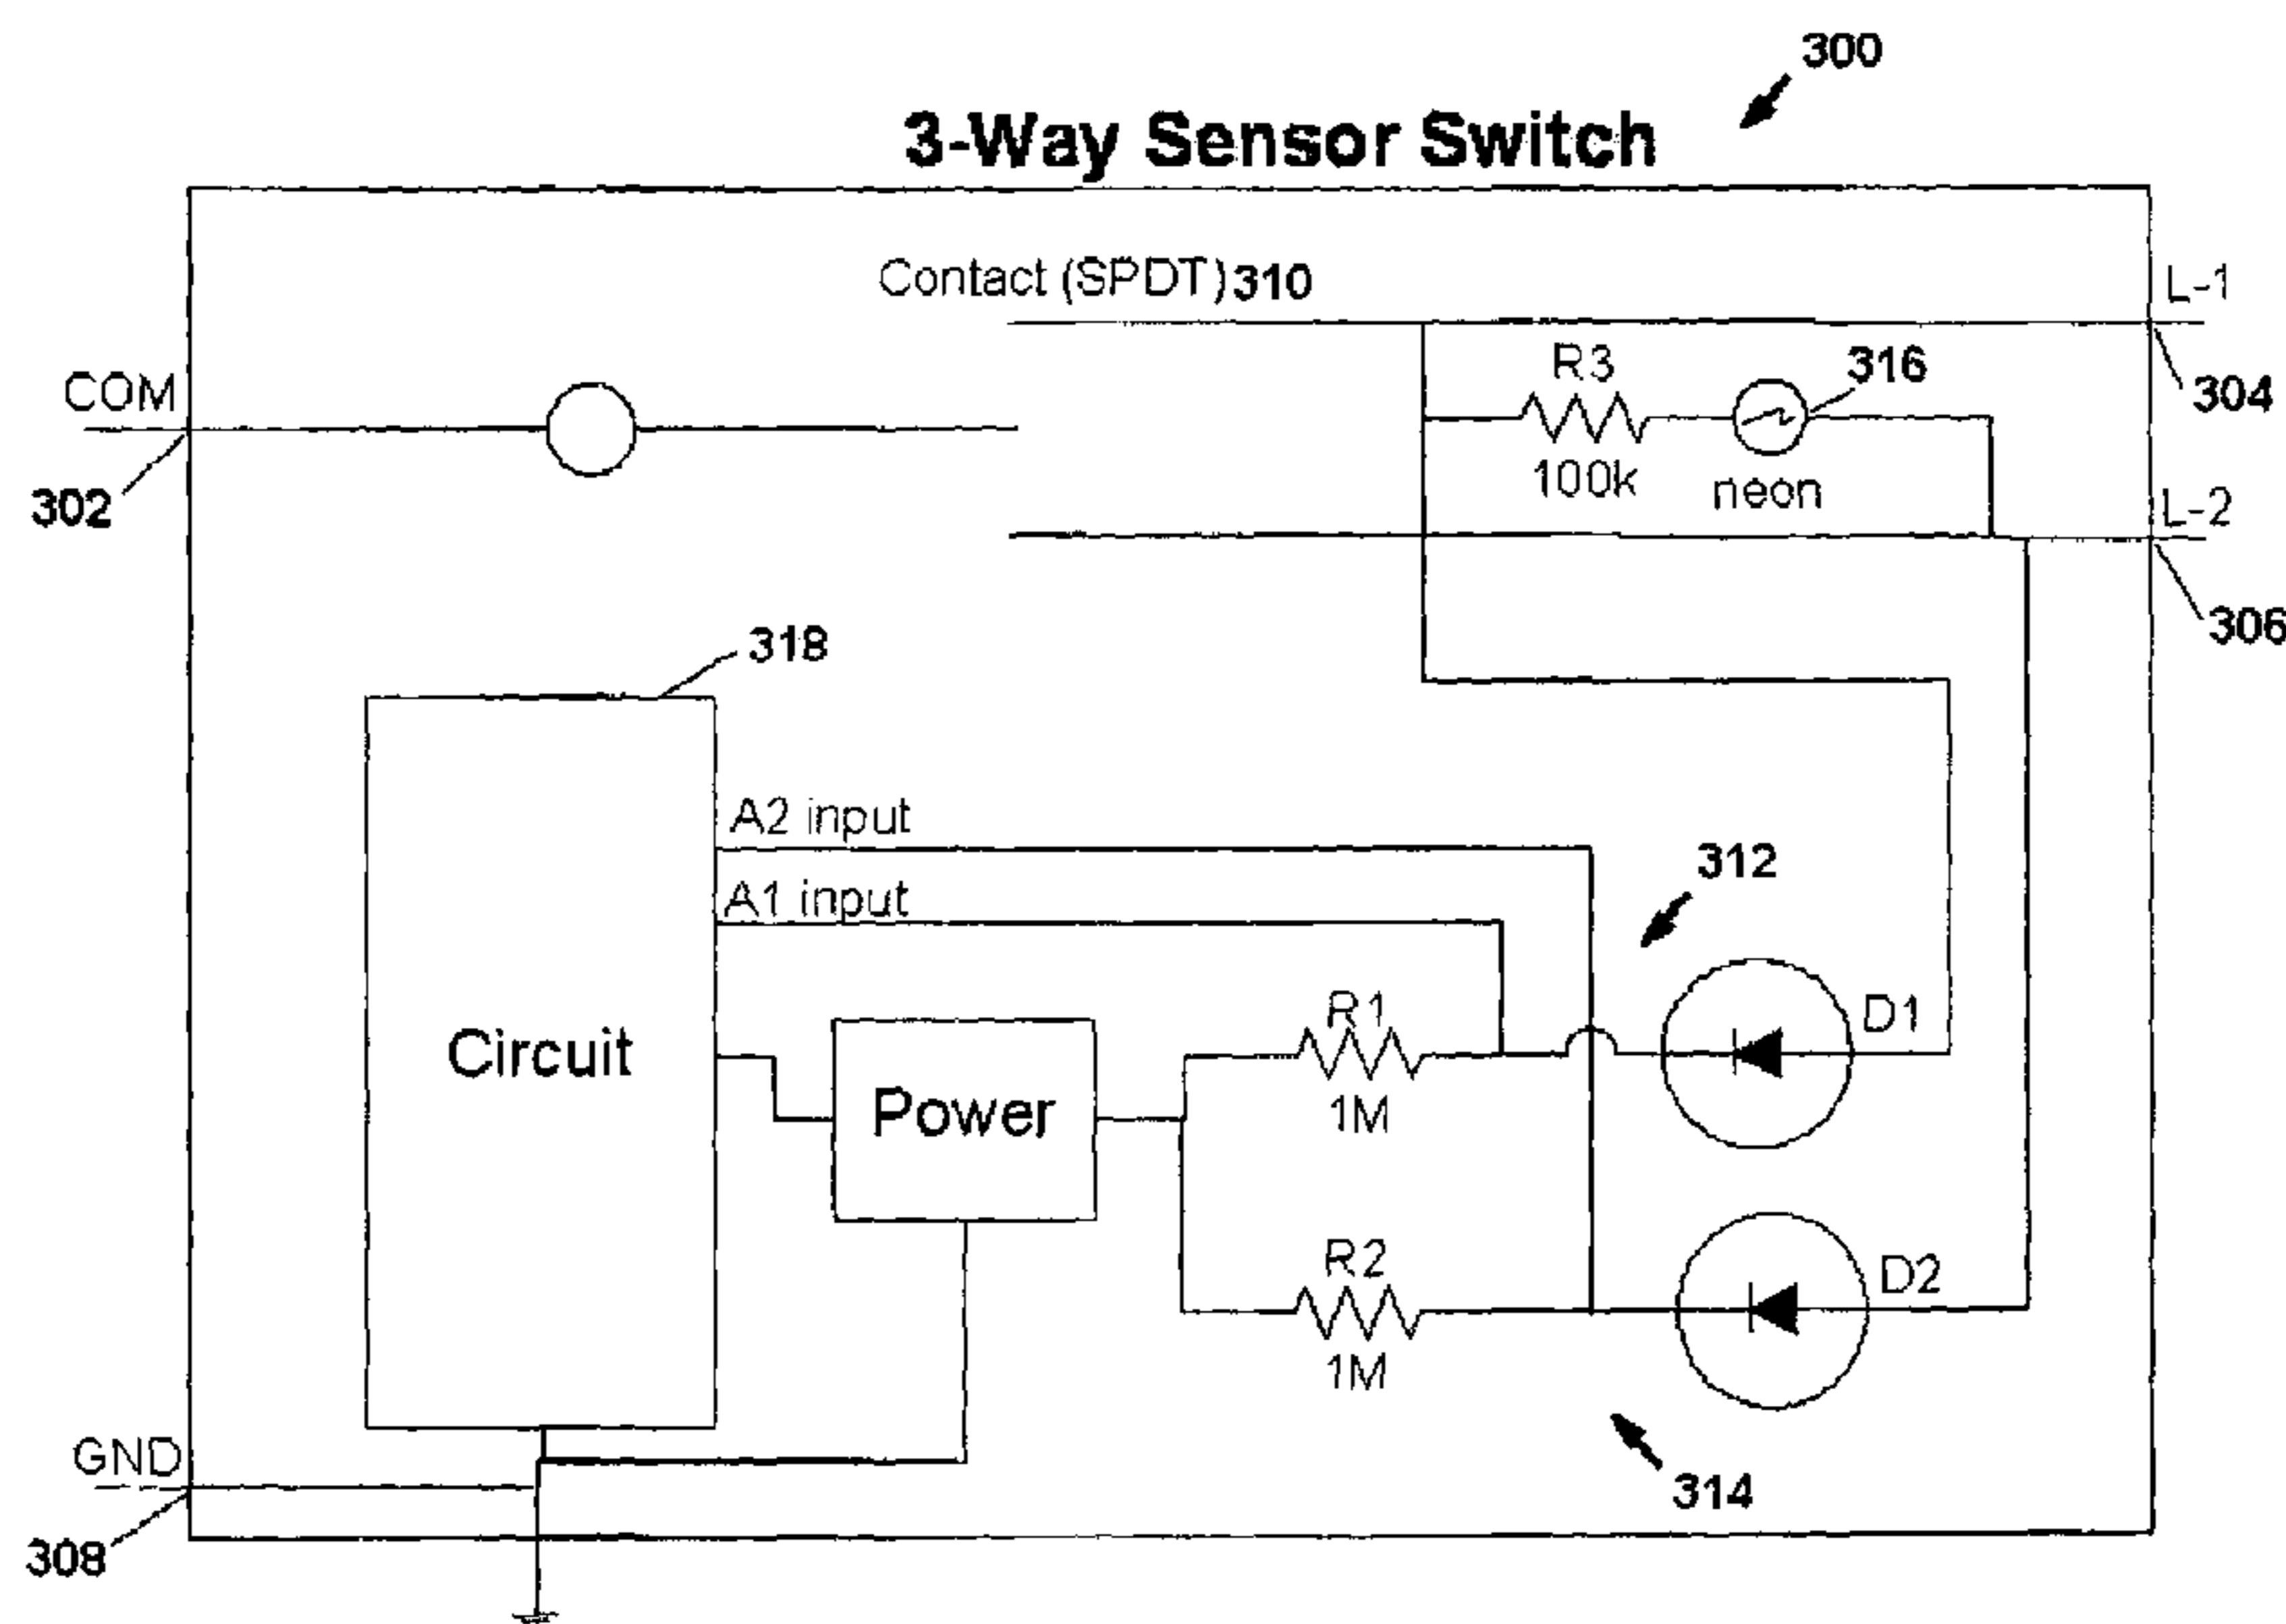 300
3-Way Sensor Switch
Contact (SPDT) 310
L-1
COM
R3
316
304
302
100k
neon
L-2
306
318
A2 input
312
A1 input
R1
D1
Circuit
Power
1M
R2
D2
1M
GND
314
308